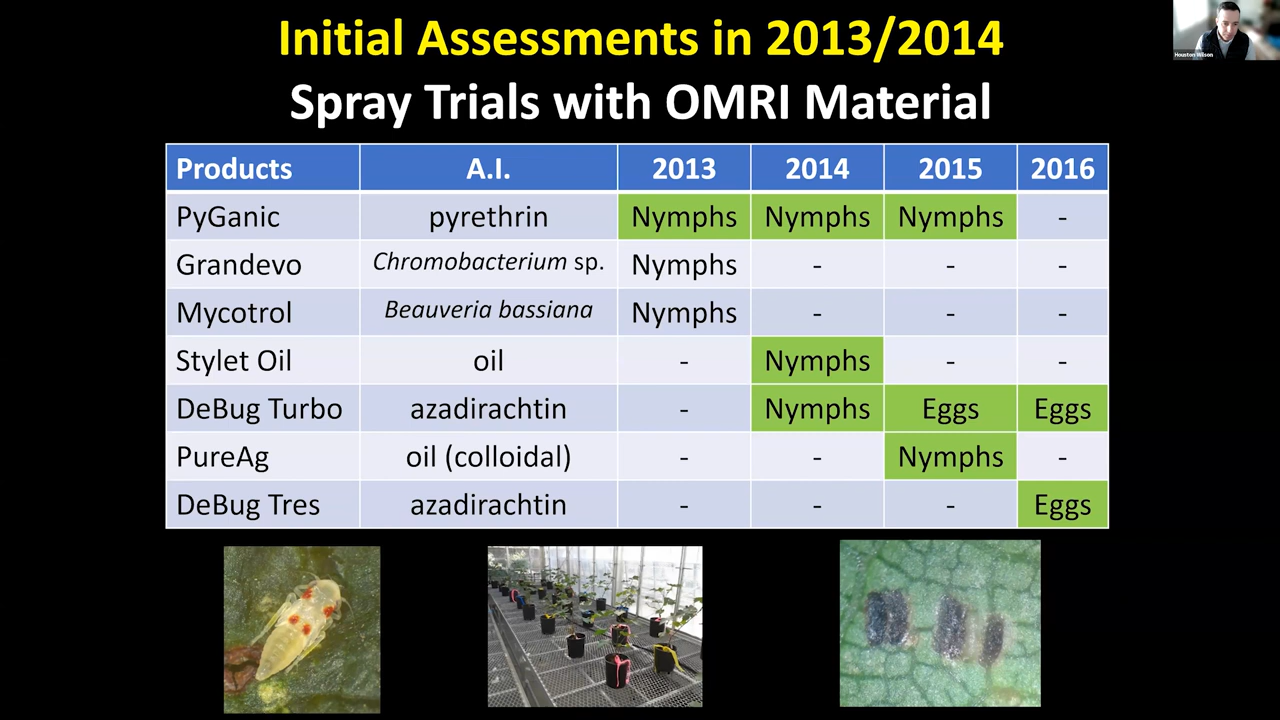 Initial Assessments in 2013/2014
Spray Trials with OMRI Material
Houston Wilson
Products A.I. 2013 2014 2015 2016
PyGanic pyrethrin Nymphs Nymphs Nymphs -
Grandevo Chromobacterium sp. Nymphs - - -
Mycotrol Beauveria bassiana Nymphs - - -
Stylet Oil oil - Nymphs - -
DeBug Turbo azadirachtin - Nymphs Eggs Eggs
PureAg oil (colloidal) - - Nymphs -
DeBug Tres azadirachtin - - - Eggs